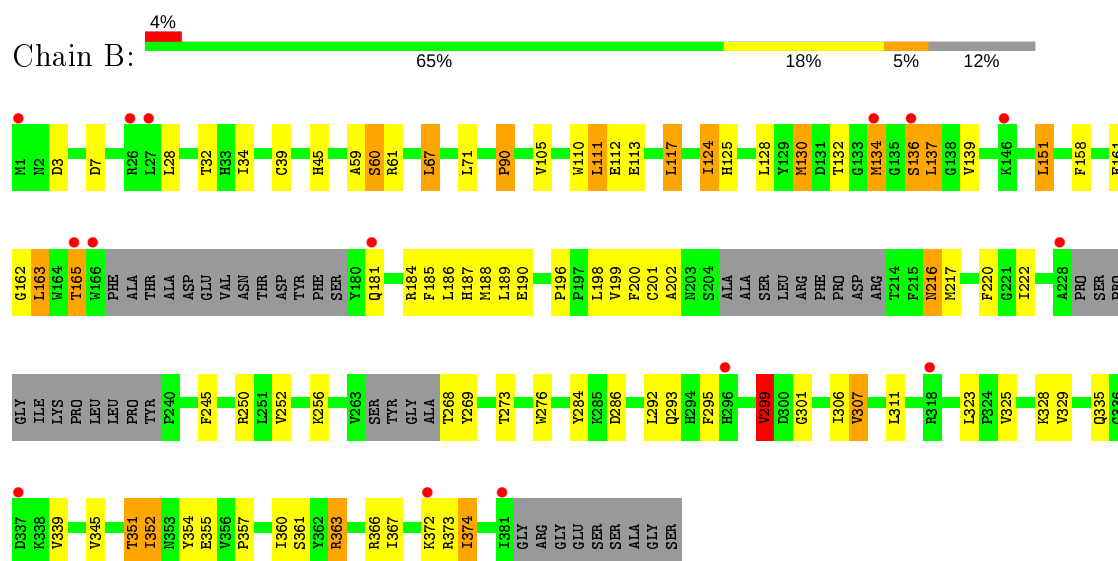 4%
Chain B:
65% 18% 5% 12%
M1 N2 D3 D7 R26 L27 L28 T32 H33 I34 C39 H45 A59 S60 R61 L67 L71 P90 V105 W110 L111 E112 E113 L117 I124 H125 L128 Y129 M130 D131 T132 G133 M134 G135 S136 L137 G138 V139 K146 L151 F158 E161
G162 L163 W164 T165 W166 PHE ALA THR ALA ASP GLU VAL ASN THR ASP TYR PHE SER Y180 Q181 R184 F185 L186 H187 M188 L189 E190 P196 P197 L198 V199 F200 C201 A202 N203 S204 ALA ALA SER LEU ARG PHE PRO ASP ARG T214 F215 N216 M217 F220 G221 I222 A228 PRO SER PRO
GLY ILE LYS PRO LEU LEU PRO TYR P240 F245 R250 L251 V252 K256 V263 SER TYR GLY ALA T268 Y269 T273 W276 Y284 K285 D286 L292 Q293 H294 F295 H296 V299 D300 G301 I306 V307 L311 R318 L323 P324 V325 K328 V329 Q335 G336
D337 K338 V339 V345 T351 I352 N353 Y354 E355 V356 P357 I360 S361 Y362 R363 R366 I367 K372 R373 I374 I381 GLY ARG GLY GLU SER SER ALA GLY SER